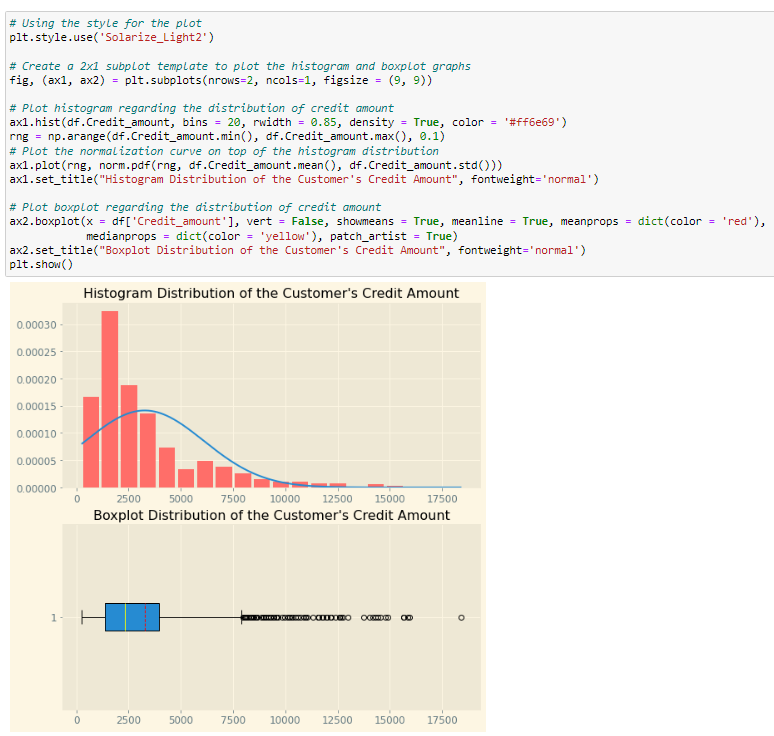 # Using the style for the plot
plt.style.use('Solarize_Light2')
# Create a 2x1 subplot template to plot the histogram and boxplot graphs
fig, (ax1, ax2) = plt.subplots(nrows=2, ncols=1, figsize = (9, 9))
# Plot histogram regarding the distribution of credit amount
ax1.hist(df.Credit_amount, bins = 20, rwidth = 0.85, density = True, color = '#ff6e69')
rng = np.arange(df.Credit_amount.min(), df.Credit_amount.max(), 0.1)
# Plot the normalization curve on top of the histogram distribution
ax1.plot(rng, norm.pdf(rng, df.Credit_amount.mean(), df.Credit_amount.std()))
ax1.set_title("Histogram Distribution of the Customer's Credit Amount", fontweight='normal')
# Plot boxplot regarding the distribution of credit amount
ax2.boxplot(x = df['Credit_amount'], vert = False, showmeans = True, meanline = True, meanprops = dict(color = 'red'),
medianprops = dict(color = 'yellow'), patch_artist = True)
ax2.set_title("Boxplot Distribution of the Customer's Credit Amount", fontweight='normal')
plt.show()
Histogram Distribution of the Customer's Credit Amount
0.00030
0.00025
0.00020
0.00015
0.00010
0.00005
0.00000
0 2500 5000 7500 10000 12500 15000 17500
Boxplot Distribution of the Customer's Credit Amount
1
0 2500 5000 7500 10000 12500 15000 17500